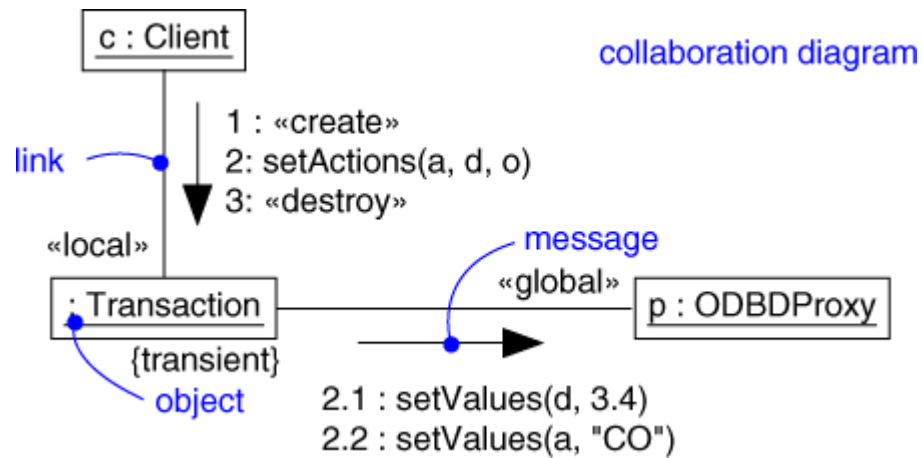 c : Client
collaboration diagram
1 : «create»
2: setActions(a, d, o)
3: «destroy»
link
«local»
message
«global»
: Transaction
p : ODBDProxy
{transient}
object
2.1 : setValues(d, 3.4)
2.2 : setValues(a, "CO")